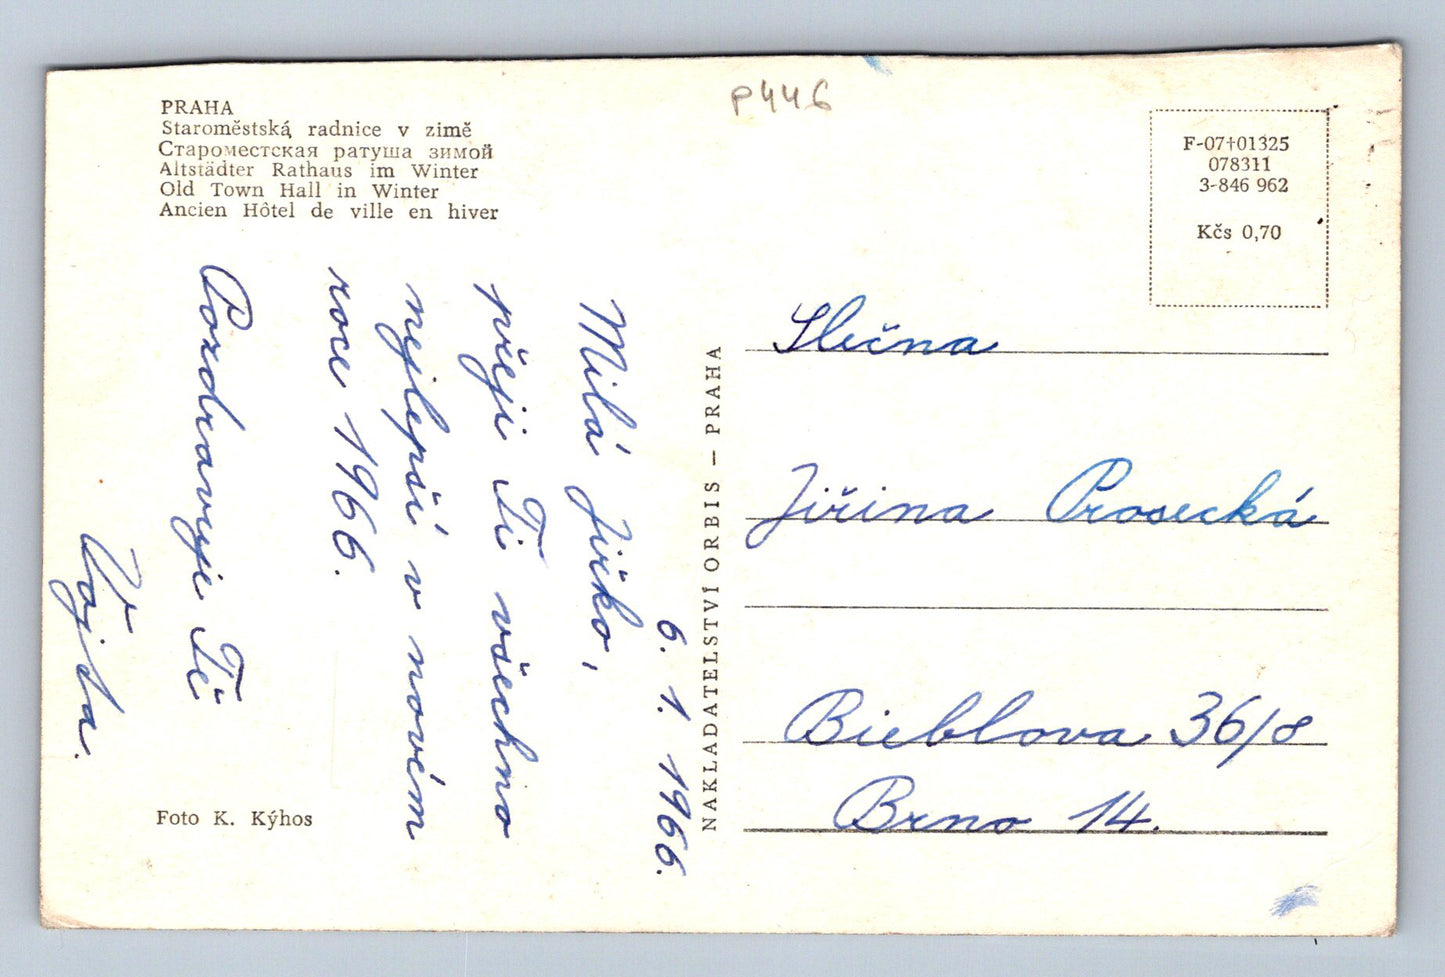 P446
PRAHA
Staroměstská radnice v zimě
Староместская ратуша зимой
Altstädter Rathaus im Winter
Old Town Hall in Winter
Ancien Hôtel de ville en hiver
6. 1. 1966.
Milá Jirko,
přeji Ti všechno
nejlepší v novém
roce 1966.
Pozdravuje Tě
Vojta.
Foto K. Kýhos
NAKLADATELSTVÍ ORBIS – PRAHA
F-07†01325
078311
3-846 962
Kčs 0,70
Slečna
Jiřina Prosecká
Bieblova 36/8
Brno 14.